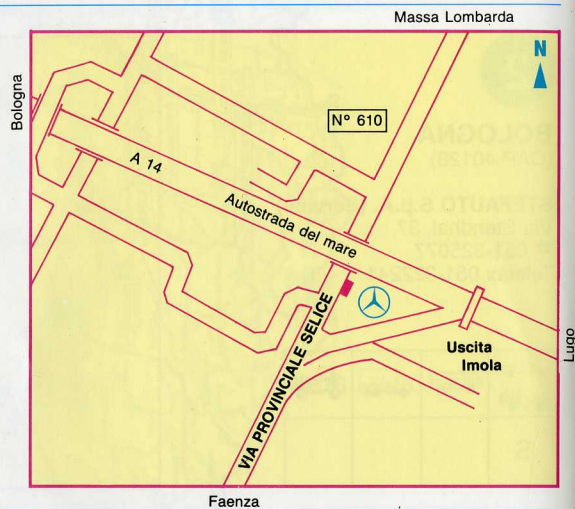 Massa Lombarda
N
Bologna
N° 610
A 14
Autostrada del mare
VIA PROVINCIALE SELICE
Uscita
Imola
Lugo
Faenza